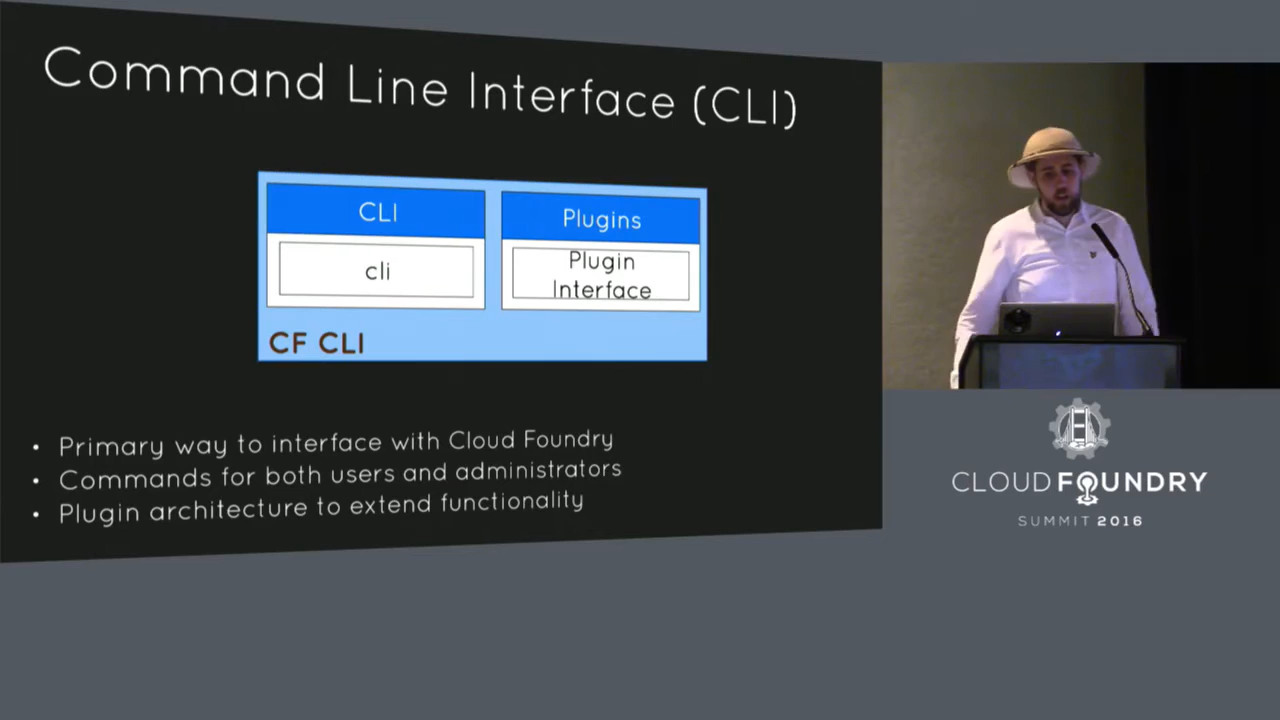 Command Line Interface (CLI)
CLI
cli
Plugins
Plugin
Interface
CF CLI
• Primary way to interface with Cloud Foundry
• Commands for both users and administrators
• Plugin architecture to extend functionality
CLOUD FOUNDRY
SUMMIT 2016